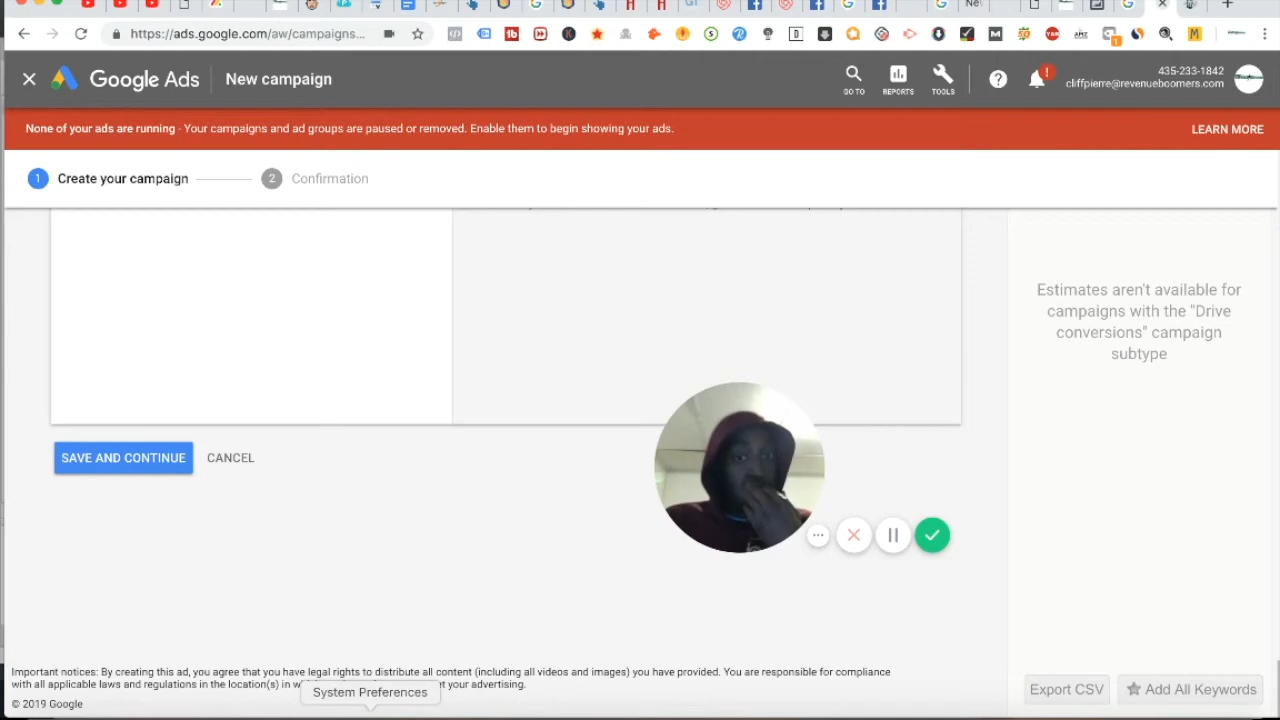 https://ads.google.com/aw/campaigns...
Google Ads
New campaign
GO TO
REPORTS
TOOLS
435-233-1842
cliffpierre@revenueboomers.com
None of your ads are running - Your campaigns and ad groups are paused or removed. Enable them to begin showing your ads.
LEARN MORE
1 Create your campaign
2 Confirmation
Estimates aren't available for
campaigns with the "Drive
conversions" campaign
subtype
SAVE AND CONTINUE
CANCEL
Important notices: By creating this ad, you agree that you have legal rights to distribute all content (including all videos and images) you have provided. You are responsible for compliance
with all applicable laws and regulations in the location(s) in your advertising.
System Preferences
© 2019 Google
Export CSV
Add All Keywords